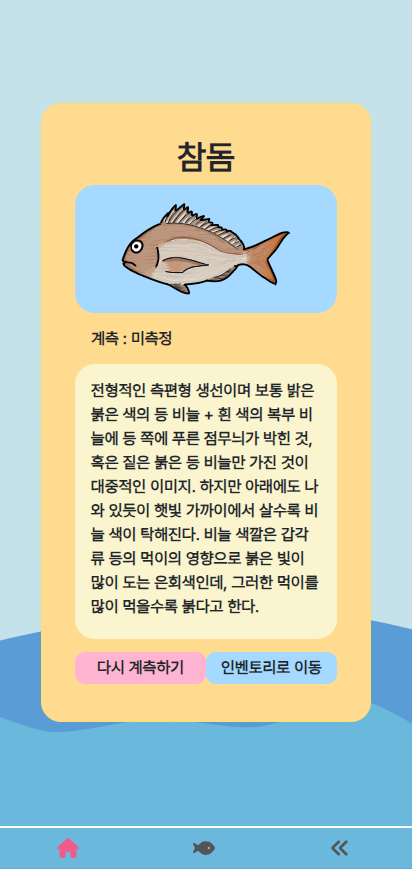 참돔
계측 : 미측정
전형적인 측편형 생선이며 보통 밝은
붉은 색의 등 비늘 + 흰 색의 복부 비
늘에 등 쪽에 푸른 점무늬가 박힌 것,
혹은 짙은 붉은 등 비늘만 가진 것이
대중적인 이미지. 하지만 아래에도 나
와 있듯이 햇빛 가까이에서 살수록 비
늘 색이 탁해진다. 비늘 색깔은 갑각
류 등의 먹이의 영향으로 붉은 빛이
많이 도는 은회색인데, 그러한 먹이를
많이 먹을수록 붉다고 한다.
다시 계측하기 인벤토리로 이동